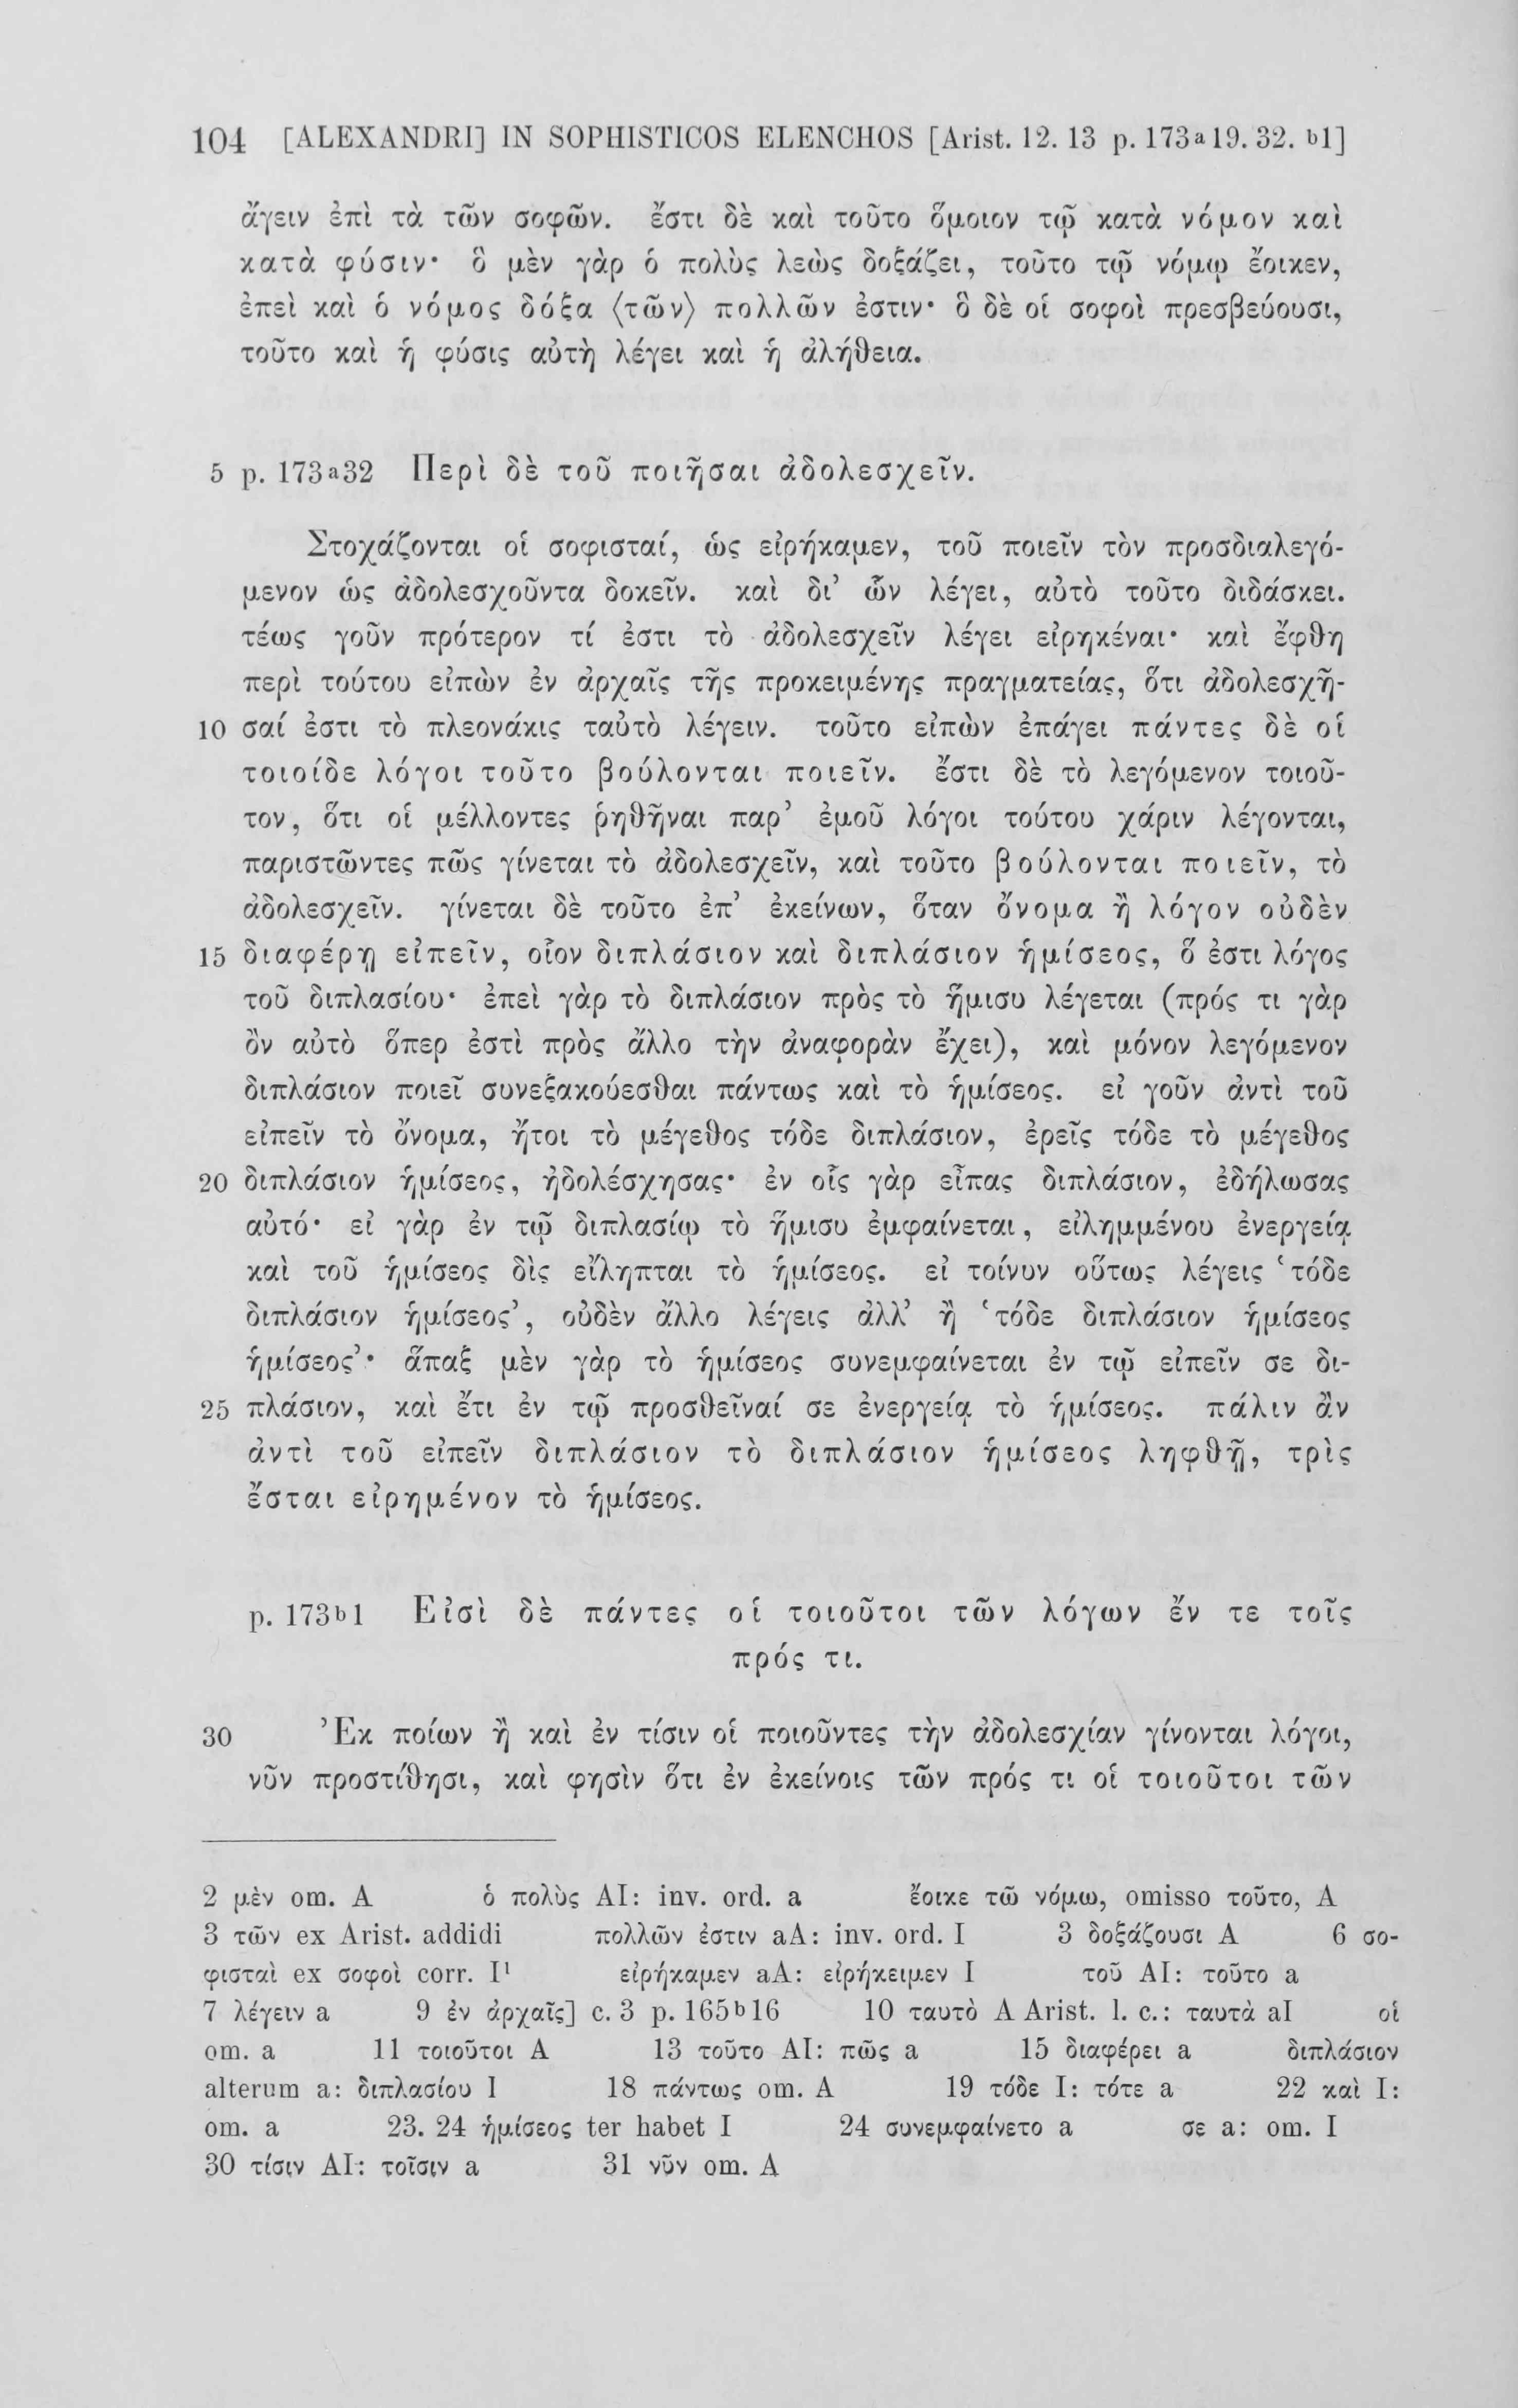 104 [ALEXANDRI] IN SOPHISTICOS ELENCHOS [Arist. 12. 13 p. 173a19. 32. b1]
ἄγειν ἐπὶ τὰ τῶν σοφῶν. ἔστι δὲ καὶ τοῦτο ὅμοιον τῷ κατὰ νόμον καὶ
κατὰ φύσιν· ὃ μὲν γὰρ ὁ πολὺς λεὼς δοξάζει, τοῦτο τῷ νόμῳ ἔοικεν,
ἐπεὶ καὶ ὁ νόμος δόξα ⟨τῶν⟩ πολλῶν ἐστιν· ὃ δὲ οἱ σοφοὶ πρεσβεύουσι,
τοῦτο καὶ ἡ φύσις αὐτὴ λέγει καὶ ἡ ἀλήθεια.
5 p. 173a32 Περὶ δὲ τοῦ ποιῆσαι ἀδολεσχεῖν.
Στοχάζονται οἱ σοφισταί, ὡς εἰρήκαμεν, τοῦ ποιεῖν τὸν προσδιαλεγό-
μενον ὡς ἀδολεσχοῦντα δοκεῖν. καὶ δι’ ὧν λέγει, αὐτὸ τοῦτο διδάσκει.
τέως γοῦν πρότερον τί ἐστι τὸ ἀδολεσχεῖν λέγει εἰρηκέναι· καὶ ἔφθη
περὶ τούτου εἰπὼν ἐν ἀρχαῖς τῆς προκειμένης πραγματείας, ὅτι ἀδολεσχῆ-
10 σαί ἐστι τὸ πλεονάκις ταὐτὸ λέγειν. τοῦτο εἰπὼν ἐπάγει πάντες δὲ οἱ
τοιοίδε λόγοι τοῦτο βούλονται ποιεῖν. ἔστι δὲ τὸ λεγόμενον τοιοῦ-
τον, ὅτι οἱ μέλλοντες ῥηθῆναι παρ’ ἐμοῦ λόγοι τούτου χάριν λέγονται,
παριστῶντες πῶς γίνεται τὸ ἀδολεσχεῖν, καὶ τοῦτο βούλονται ποιεῖν, τὸ
ἀδολεσχεῖν. γίνεται δὲ τοῦτο ἐπ’ ἐκείνων, ὅταν ὄνομα ἢ λόγον οὐδὲν
15 διαφέρῃ εἰπεῖν, οἷον διπλάσιον καὶ διπλάσιον ἡμίσεος, ὅ ἐστι λόγος
τοῦ διπλασίου· ἐπεὶ γὰρ τὸ διπλάσιον πρὸς τὸ ἥμισυ λέγεται (πρός τι γὰρ
ὂν αὐτὸ ὅπερ ἐστὶ πρὸς ἄλλο τὴν ἀναφορὰν ἔχει), καὶ μόνον λεγόμενον
διπλάσιον ποιεῖ συνεξακούεσθαι πάντως καὶ τὸ ἡμίσεος. εἰ γοῦν ἀντὶ τοῦ
εἰπεῖν τὸ ὄνομα, ἤτοι τὸ μέγεθος τόδε διπλάσιον, ἐρεῖς τόδε τὸ μέγεθος
20 διπλάσιον ἡμίσεος, ἠδολέσχησας· ἐν οἷς γὰρ εἶπας διπλάσιον, ἐδήλωσας
αὐτό· εἰ γὰρ ἐν τῷ διπλασίῳ τὸ ἥμισυ ἐμφαίνεται, εἰλημμένου ἐνεργείᾳ
καὶ τοῦ ἡμίσεος δὶς εἴληπται τὸ ἡμίσεος. εἰ τοίνυν οὕτως λέγεις ‘τόδε
διπλάσιον ἡμίσεος’, οὐδὲν ἄλλο λέγεις ἀλλ’ ἢ ‘τόδε διπλάσιον ἡμίσεος
ἡμίσεος’· ἅπαξ μὲν γὰρ τὸ ἡμίσεος συνεμφαίνεται ἐν τῷ εἰπεῖν σε δι-
25 πλάσιον, καὶ ἔτι ἐν τῷ προσθεῖναί σε ἐνεργείᾳ τὸ ἡμίσεος. πάλιν ἂν
ἀντὶ τοῦ εἰπεῖν διπλάσιον τὸ διπλάσιον ἡμίσεος ληφθῇ, τρὶς
ἔσται εἰρημένον τὸ ἡμίσεος.
p. 173b1 Εἰσὶ δὲ πάντες οἱ τοιοῦτοι τῶν λόγων ἔν τε τοῖς
πρός τι.
30 Ἐκ ποίων ἢ καὶ ἐν τίσιν οἱ ποιοῦντες τὴν ἀδολεσχίαν γίνονται λόγοι,
νῦν προστίθησι, καὶ φησὶν ὅτι ἐν ἐκείνοις τῶν πρός τι οἱ τοιοῦτοι τῶν
2 μὲν om. A ὁ πολὺς AI: inv. ord. a ἔοικε τῶ νόμω, omisso τοῦτο, A
3 τῶν ex Arist. addidi πολλῶν ἐστιν aA: inv. ord. I 3 δοξάζουσι A 6 σο-
φισταὶ ex σοφοὶ corr. I¹ εἰρήκαμεν aA: εἰρήκειμεν I τοῦ AI: τοῦτο a
7 λέγειν a 9 ἐν ἀρχαῖς] c. 3 p. 165b16 10 ταυτὸ A Arist. l. c.: ταυτὰ aI οἱ
om. a 11 τοιοῦτοι A 13 τοῦτο AI: πῶς a 15 διαφέρει a διπλάσιον
alterum a: διπλασίου I 18 πάντως om. A 19 τόδε I: τότε a 22 καὶ I:
om. a 23. 24 ἡμίσεος ter habet I 24 συνεμφαίνετο a σε a: om. I
30 τίσιν AI: τοῖσιν a 31 νῦν om. A